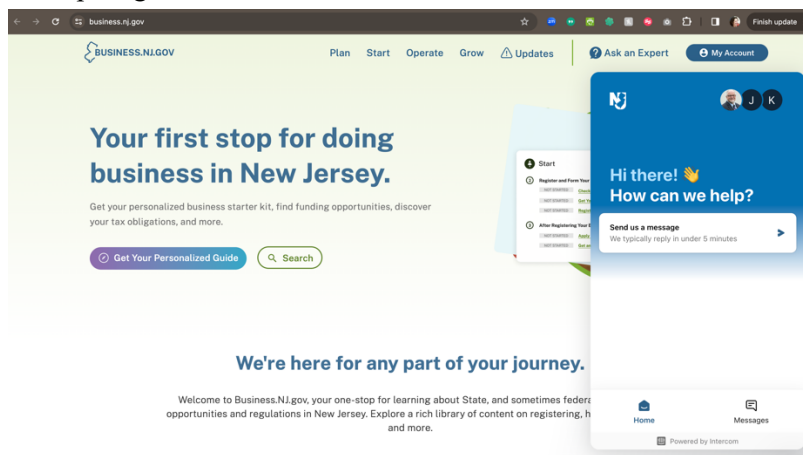 business.nj.gov
Finish update
BUSINESS.NJ.GOV
Plan Start Operate Grow Updates Ask an Expert My Account
Your first stop for doing
business in New Jersey.
Get your personalized business starter kit, find funding opportunities, discover
your tax obligations, and more.
Get Your Personalized Guide Search
Start
Register and Form Your
NOT STARTED
NOT STARTED
NOT STARTED
After Registering Your
NOT STARTED
NOT STARTED
NJ
J K
Hi there! 👋
How can we help?
Send us a message
We typically reply in under 5 minutes
Home Messages
Powered by Intercom
We're here for any part of your journey.
Welcome to Business.NJ.gov, your one-stop for learning about State, and sometimes federa
opportunities and regulations in New Jersey. Explore a rich library of content on registering, h
and more.